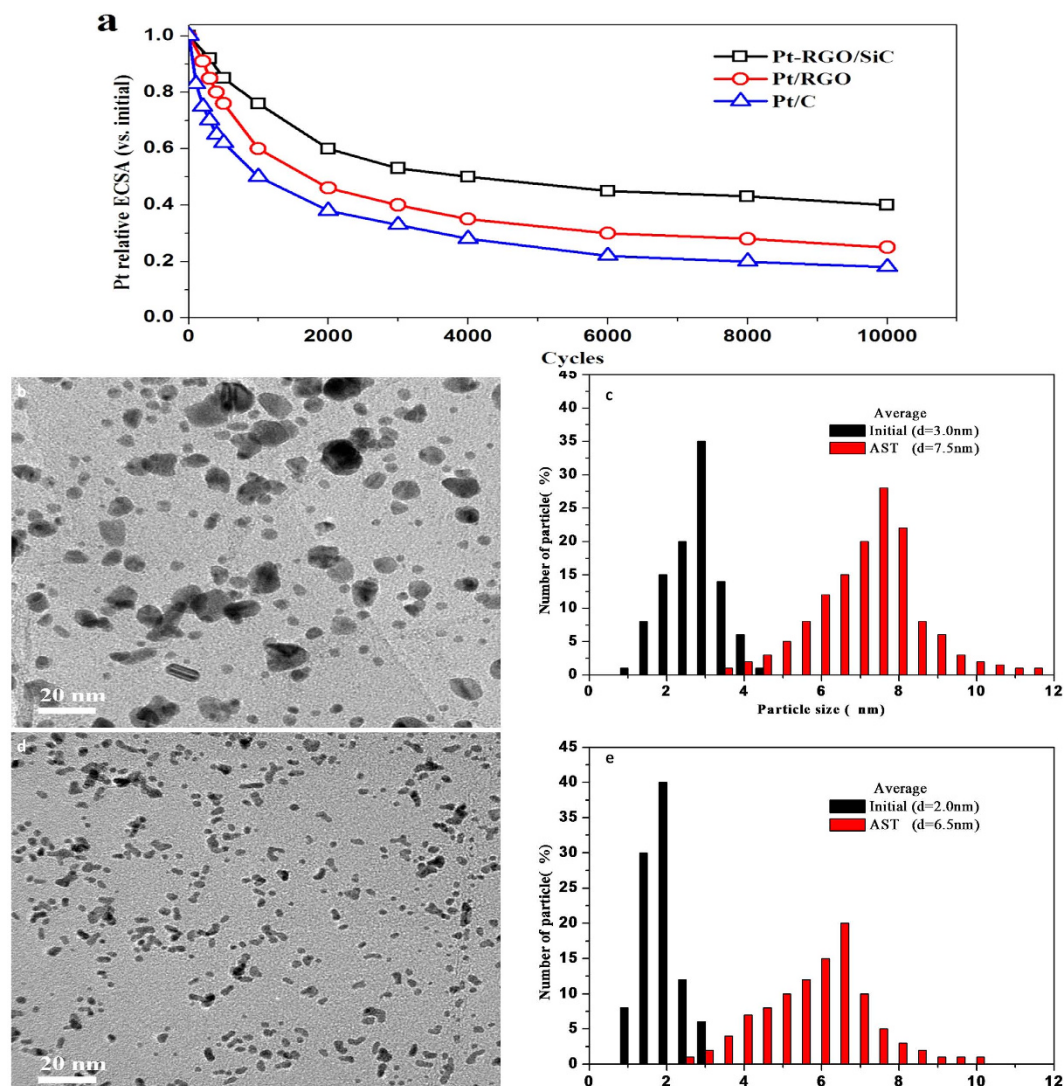 a
1.0
0.8
0.6
0.4
0.2
0.0
Pt relative ECSA (vs. initial)
Pt-RGO/SiC
Pt/RGO
Pt/C
0 2000 4000 6000 8000 10000
Cycles
b
20 nm
c
45
40
35
30
25
20
15
10
5
0
Number of particle( %)
Average
Initial (d=3.0nm)
AST (d=7.5nm)
0 2 4 6 8 10 12
Particle size ( nm)
d
20 nm
e
45
40
35
30
25
20
15
10
5
0
Number of particle( %)
Average
Initial (d=2.0nm)
AST (d=6.5nm)
0 2 4 6 8 10 12